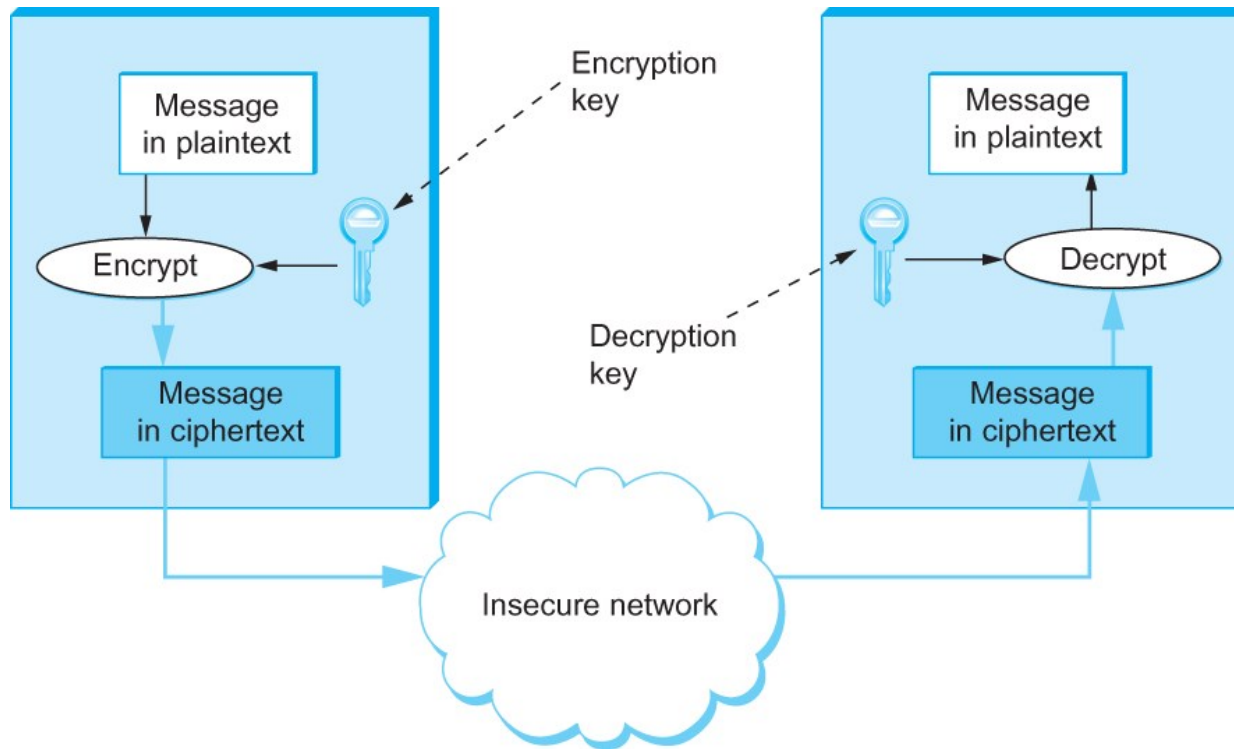 Message
in plaintext
Encrypt
Message
in ciphertext
Encryption
key
Decryption
key
Insecure network
Message
in plaintext
Decrypt
Message
in ciphertext